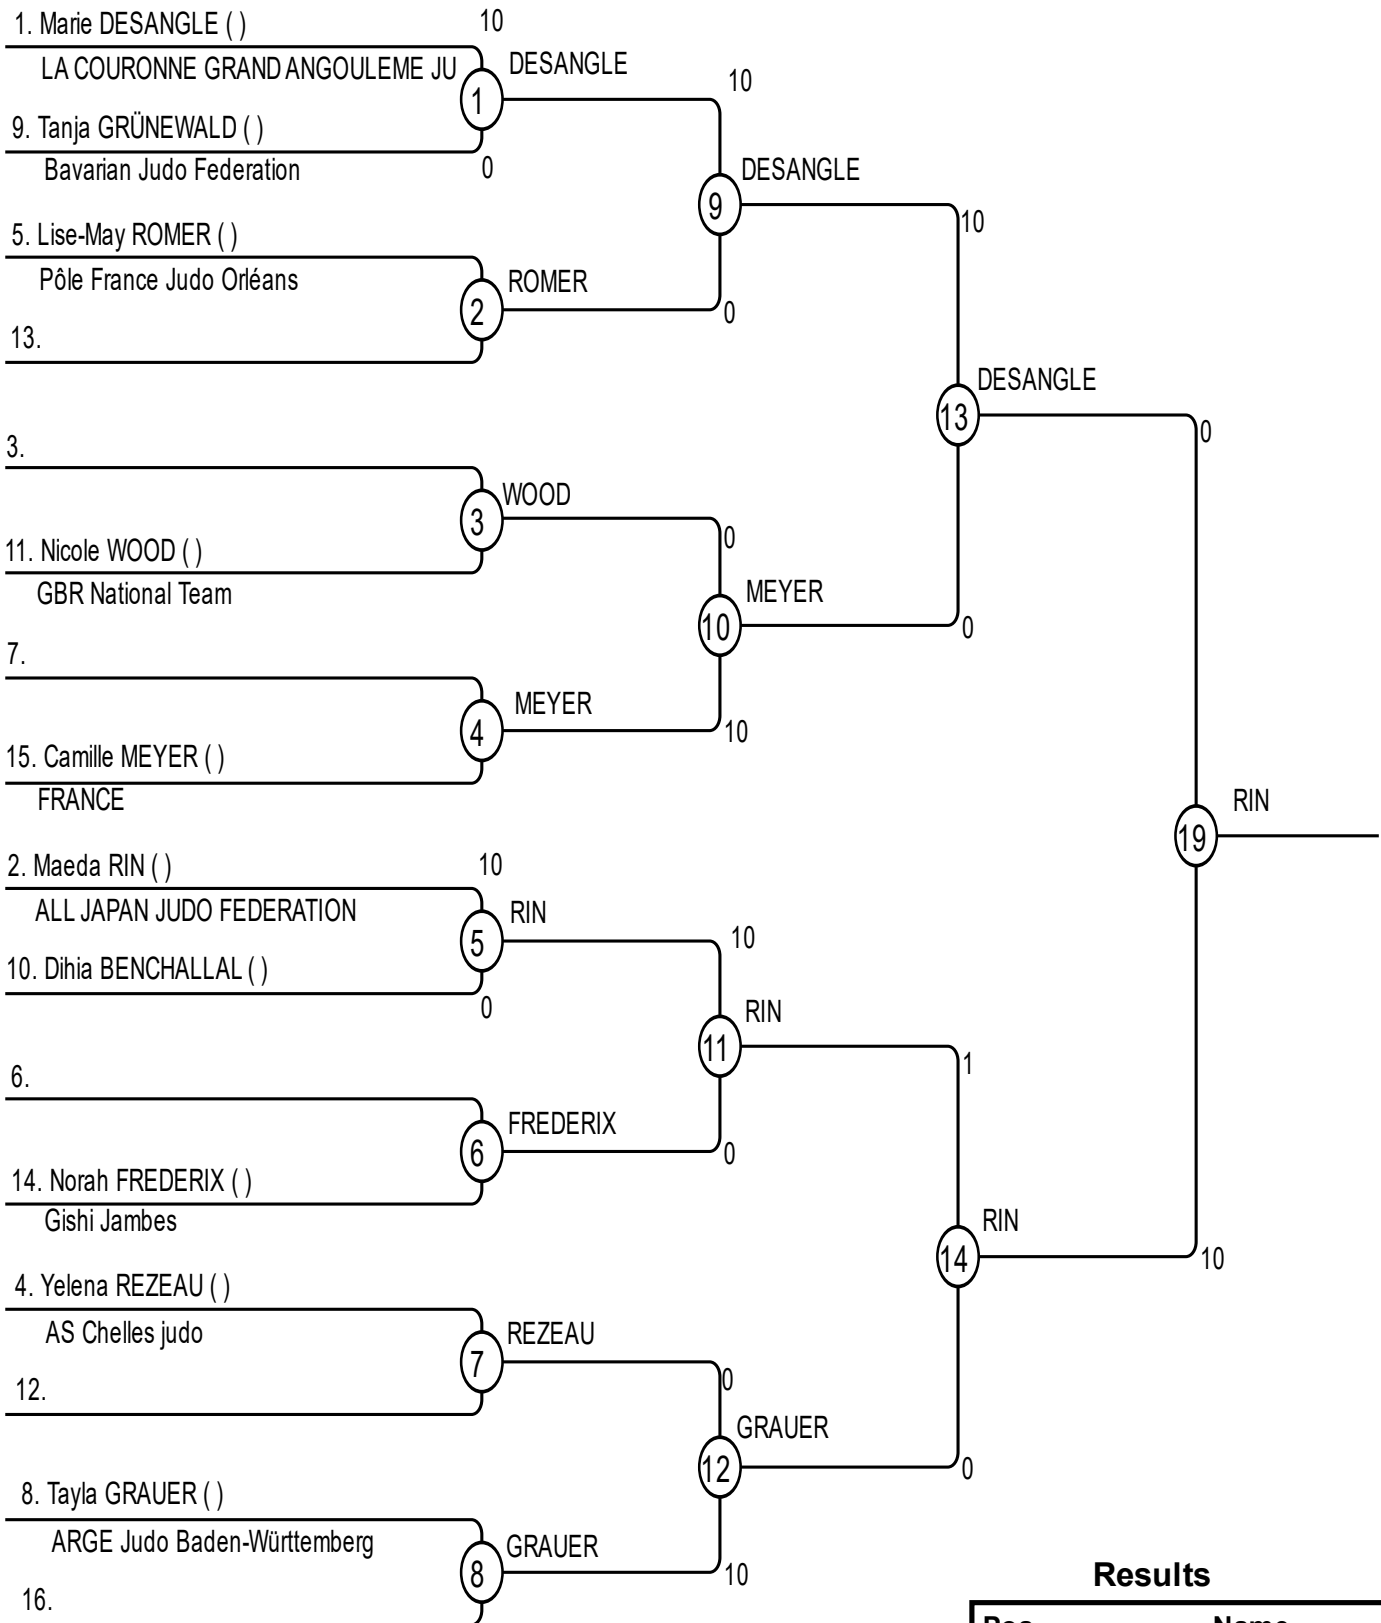 1. Marie DESANGLE ( )
10
LA COURONNE GRAND ANGOULEME JU
1
DESANGLE
10
9. Tanja GRÜNEWALD ( )
Bavarian Judo Federation
0
9
DESANGLE
10
5. Lise-May ROMER ( )
Pôle France Judo Orléans
2
ROMER
0
13.
13
DESANGLE
0
3.
3
WOOD
0
11. Nicole WOOD ( )
GBR National Team
10
MEYER
0
7.
4
MEYER
10
15. Camille MEYER ( )
FRANCE
19
RIN
2. Maeda RIN ( )
10
ALL JAPAN JUDO FEDERATION
5
RIN
10
10. Dihia BENCHALLAL ( )
0
11
RIN
1
6.
6
FREDERIX
0
14. Norah FREDERIX ( )
Gishi Jambes
14
RIN
10
4. Yelena REZEAU ( )
AS Chelles judo
7
REZEAU
0
12.
12
GRAUER
0
8. Tayla GRAUER ( )
ARGE Judo Baden-Württemberg
8
GRAUER
10
16.
Results
Pos
Name